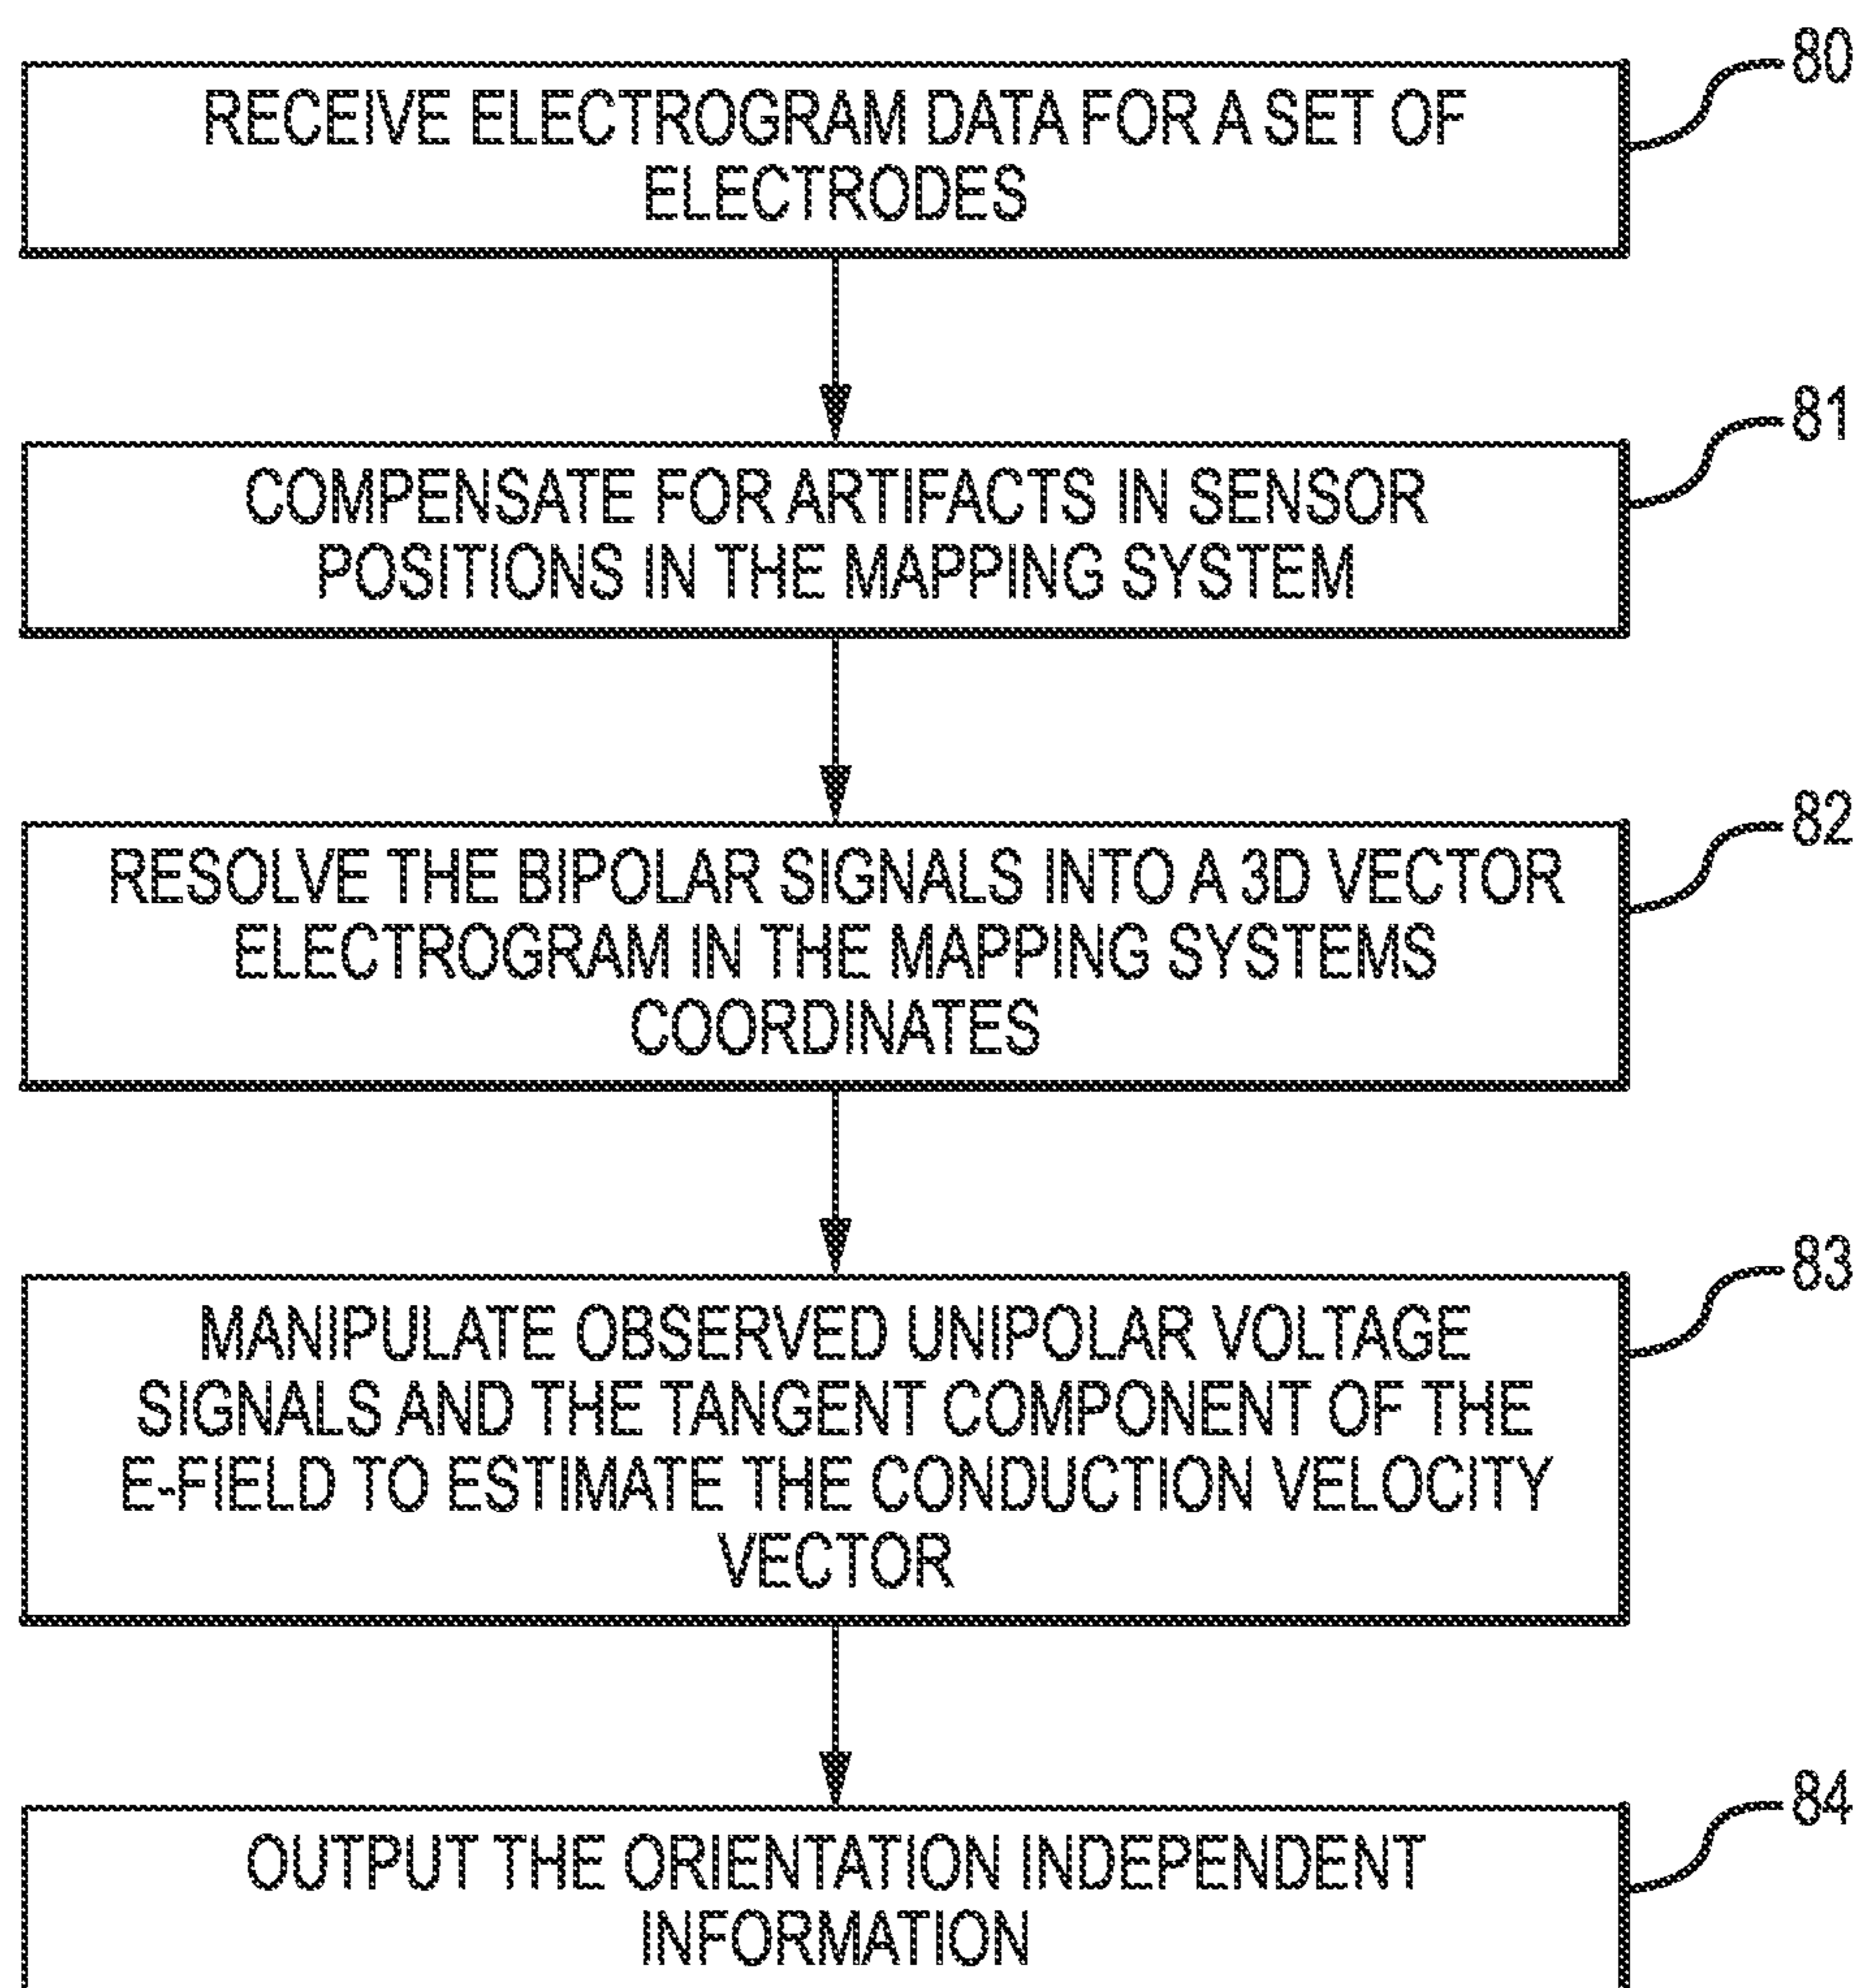 80
RECEIVE ELECTROGRAM DATA FOR A SET OF
ELECTRODES
81
COMPENSATE FOR ARTIFACTS IN SENSOR
POSITIONS IN THE MAPPING SYSTEM
82
RESOLVE THE BIPOLAR SIGNALS INTO A 3D VECTOR
ELECTROGRAM IN THE MAPPING SYSTEMS
COORDINATES
83
MANIPULATE OBSERVED UNIPOLAR VOLTAGE
SIGNALS AND THE TANGENT COMPONENT OF THE
E-FIELD TO ESTIMATE THE CONDUCTION VELOCITY
VECTOR
84
OUTPUT THE ORIENTATION INDEPENDENT
INFORMATION